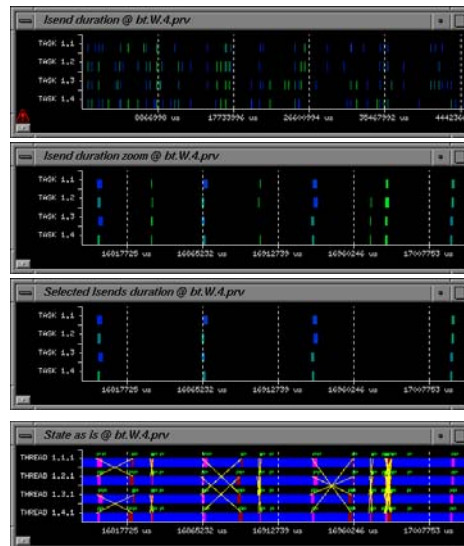 Isend duration @ bt.W.4.prv
TASK 1.1
TASK 1.2
TASK 1.3
TASK 1.4
8866998 us 17733996 us 26600994 us 35467992 us
Isend duration zoom @ bt.W.4.prv
TASK 1.1
TASK 1.2
TASK 1.3
TASK 1.4
16817725 us 16865232 us 16912739 us 16960246 us 17007753 us
Selected Isends duration @ bt.W.4.prv
TASK 1.1
TASK 1.2
TASK 1.3
TASK 1.4
16817725 us 16865232 us 16912739 us 16960246 us 17007753 us
State as is @ bt.W.4.prv
THREAD 1.1.1
THREAD 1.2.1
THREAD 1.3.1
THREAD 1.4.1
16817725 us 16865232 us 16912739 us 16960246 us 17007753 us